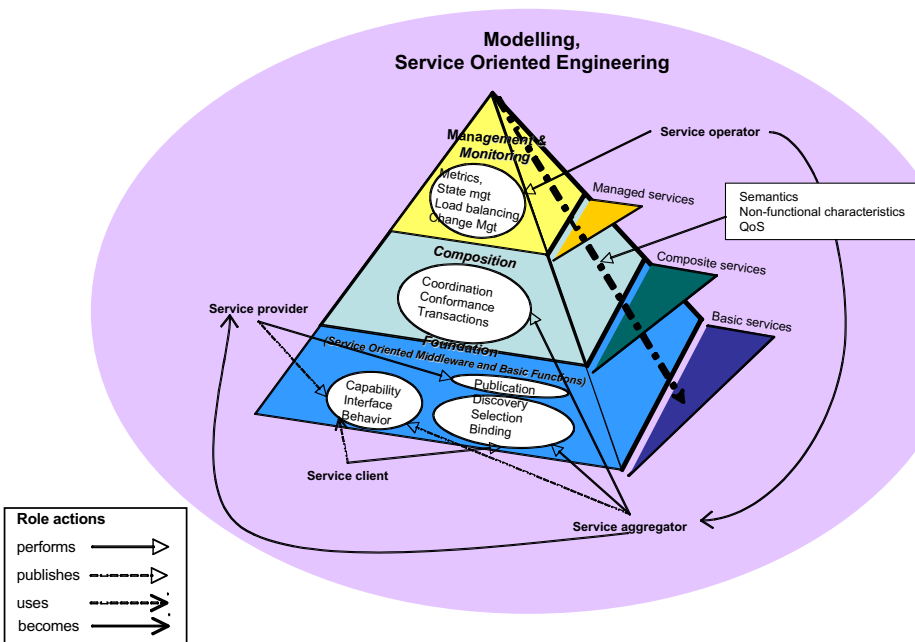 Modelling,
Service Oriented Engineering
Service operator
Management &
Monitoring
Metrics,
State mgt
Load balancing
Change Mgt
Managed services
Semantics
Non-functional characteristics
QoS
Composition
Composite services
Coordination
Conformance
Transactions
Service provider
Basic services
Foundation
(Service Oriented Middleware and Basic Functions)
Publication
Capability
Interface
Behavior
Discovery
Selection
Binding
Service client
Service aggregator
Role actions
performs
publishes
uses
becomes